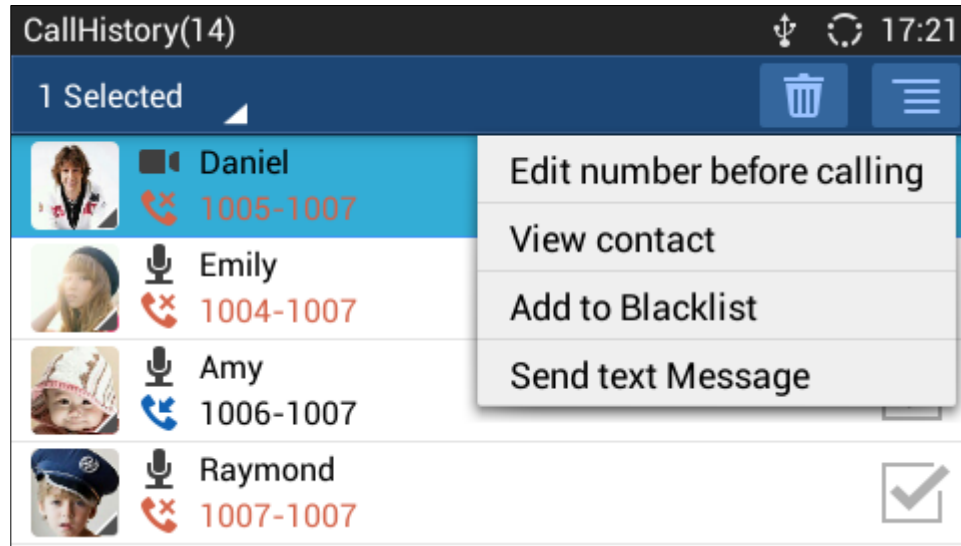 CallHistory(14) 17:21
1 Selected
Daniel
1005-1007
Emily
1004-1007
Amy
1006-1007
Raymond
1007-1007
Edit number before calling
View contact
Add to Blacklist
Send text Message